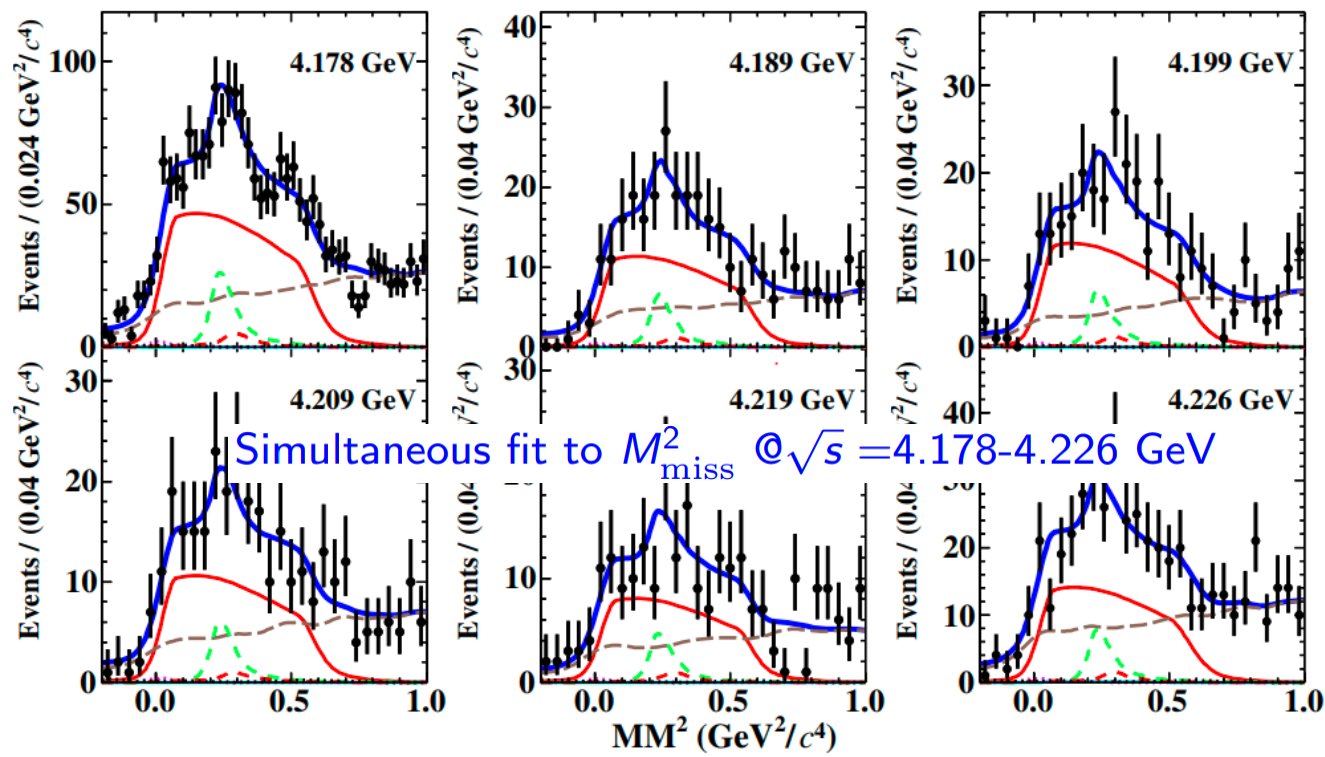 Events / (0.024 GeV²/c⁴)
100
50
0
4.178 GeV
Events / (0.04 GeV²/c⁴)
40
30
20
10
0
4.189 GeV
Events / (0.04 GeV²/c⁴)
30
20
10
0
4.199 GeV
Events / (0.04 GeV²/c⁴)
30
20
10
0
4.209 GeV
30
10
0
4.219 GeV
40
20
10
0
4.226 GeV
Simultaneous fit to M²miss @√s =4.178-4.226 GeV
0.0 0.5 1.0
0.0 0.5 1.0
0.0 0.5 1.0
MM² (GeV²/c⁴)